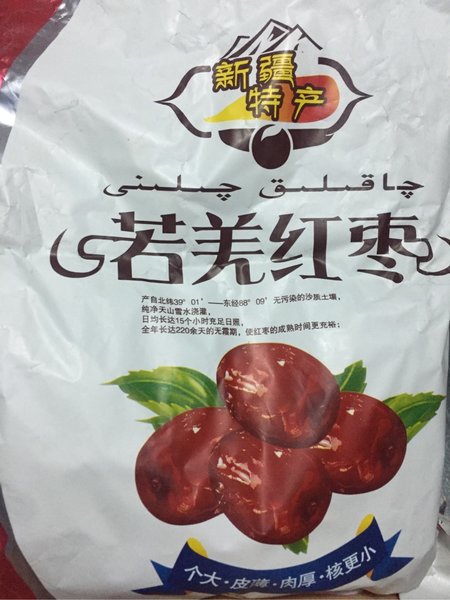 新疆
特产
چاقىلىق چىلىنى
若羌红枣
产自北纬39°01′——东经88°09′无污染的沙质土壤,
纯净天山雪水浇灌,
日均长达15个小时充足日照,
全年长达220余天的无霜期,使红枣的成熟时间更充裕;
个大·皮薄·肉厚·核更小